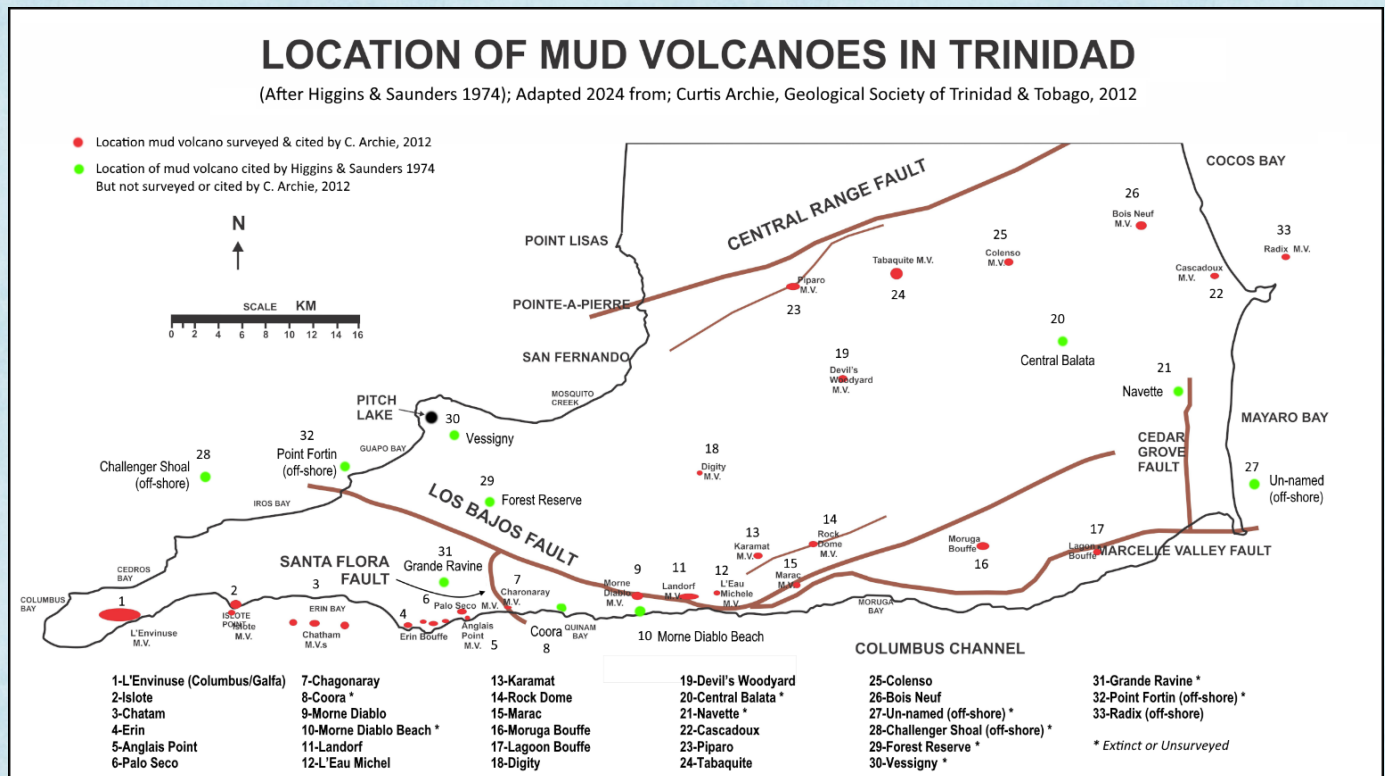 LOCATION OF MUD VOLCANOES IN TRINIDAD
(After Higgins & Saunders 1974); Adapted 2024 from; Curtis Archie, Geological Society of Trinidad & Tobago, 2012
Location mud volcano surveyed & cited by C. Archie, 2012
Location of mud volcano cited by Higgins & Saunders 1974
But not surveyed or cited by C. Archie, 2012
N
SCALE KM
0 2 4 6 8 10 12 14 16
COCOS BAY
CENTRAL RANGE FAULT
POINT LISAS
POINTE-A-PIERRE
SAN FERNANDO
MOSQUITO
CREEK
26
Bois Neuf
M.V.
33
Radix M.V.
25
Colenso
M.V.
Tabaquite M.V.
24
Piparo
M.V.
23
Cascadoux
M.V.
22
20
Central Balata
19
Devil's
Woodyard
M.V.
21
Navette
MAYARO BAY
CEDAR
GROVE
FAULT
27
Un-named
(off-shore)
PITCH
LAKE
30
Vessigny
32
Point Fortin
(off-shore)
GUAPO BAY
28
Challenger Shoal
(off-shore)
IROS BAY
18
Digity
M.V.
29
Forest Reserve
LOS BAJOS FAULT
SANTA FLORA
FAULT
31
Grande Ravine
14
Rock
Dome
M.V.
13
Karamat
M.V.
17
Lagoon
Bouffe
MARCELLE VALLEY FAULT
Moruga
Bouffe
16
15
Marac
M.V.
12
L'Eau
Michele
M.V.
11
Landorf
M.V.
9
Morne
Diablo
M.V.
7
Charonaray
M.V.
6
Palo Seco M.V.
CEDROS
BAY
COLUMBUS
BAY
1
L'Envinuse
M.V.
2
ISLOTE
POINT
Islote
M.V.
3
ERIN BAY
Chatham
M.V.s
4
Erin Bouffe
Anglais
Point
M.V.
5
Coora
8
QUINAM
BAY
10 Morne Diablo Beach
MORUGA
BAY
COLUMBUS CHANNEL
1-L'Envinuse (Columbus/Galfa)
2-Islote
3-Chatam
4-Erin
5-Anglais Point
6-Palo Seco
7-Chagonaray
8-Coora *
9-Morne Diablo
10-Morne Diablo Beach *
11-Landorf
12-L'Eau Michel
13-Karamat
14-Rock Dome
15-Marac
16-Moruga Bouffe
17-Lagoon Bouffe
18-Digity
19-Devil's Woodyard
20-Central Balata *
21-Navette *
22-Cascadoux
23-Piparo
24-Tabaquite
25-Colenso
26-Bois Neuf
27-Un-named (off-shore) *
28-Challenger Shoal (off-shore) *
29-Forest Reserve *
30-Vessigny *
31-Grande Ravine *
32-Point Fortin (off-shore) *
33-Radix (off-shore)
* Extinct or Unsurveyed